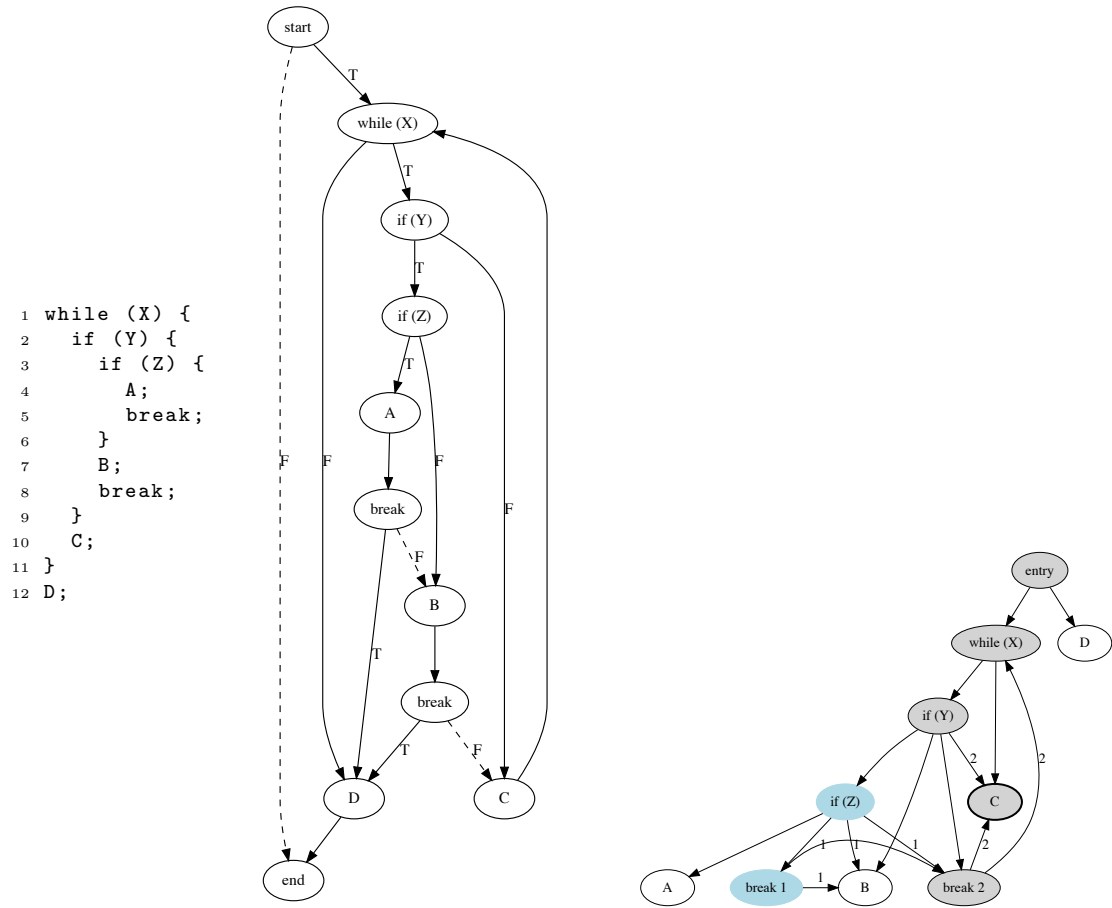 1 while (X) {
2 if (Y) {
3 if (Z) {
4 A;
5 break;
6 }
7 B;
8 break;
9 }
10 C;
11 }
12 D;
start
T
while (X)
T
if (Y)
T
if (Z)
T
A
F
F
F
break
F
F
B
T
break
T
F
D
C
end
entry
while (X)
D
if (Y)
2
2
if (Z)
C
1
1
1
2
A
break 1
1
B
break 2